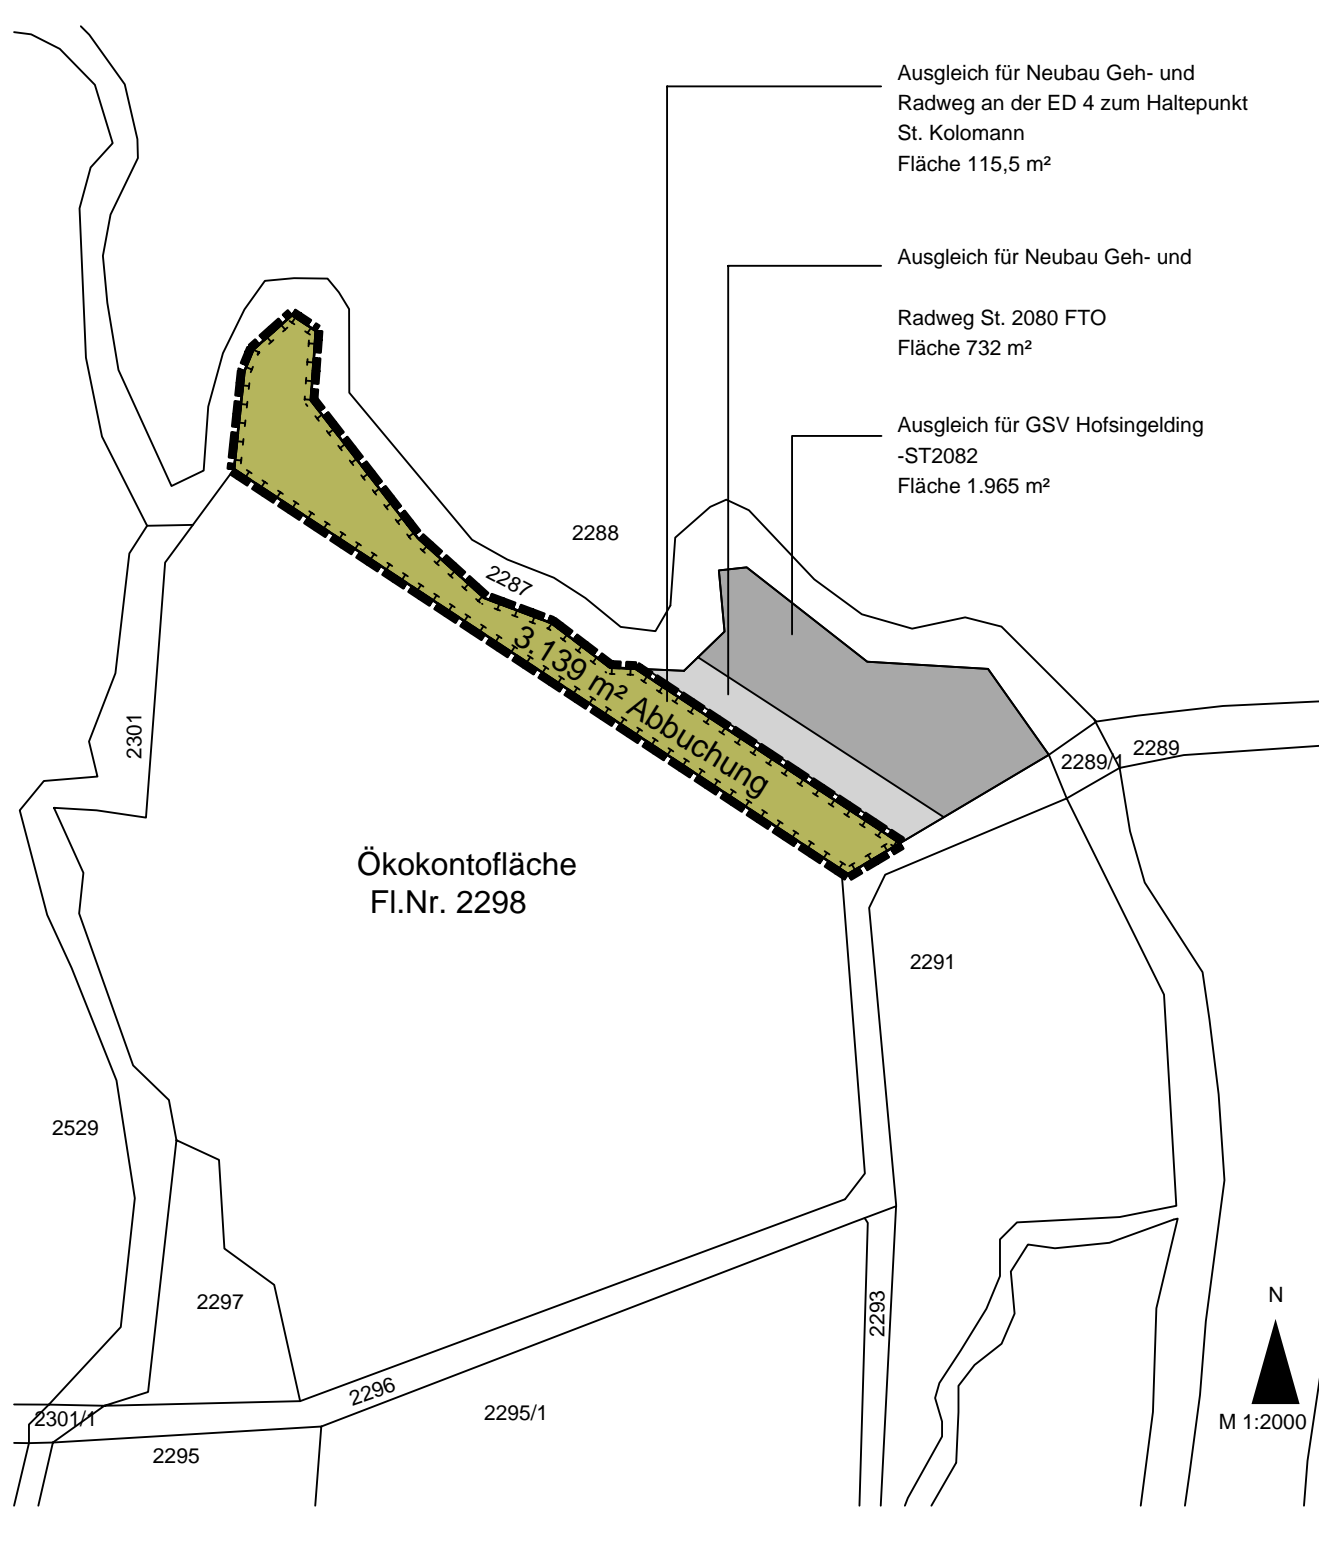 Ausgleich für Neubau Geh- und
Radweg an der ED 4 zum Haltepunkt
St. Kolomann
Fläche 115,5 m²
Ausgleich für Neubau Geh- und
Radweg St. 2080 FTO
Fläche 732 m²
Ausgleich für GSV Hofsingelding
-ST2082
Fläche 1.965 m²
2288
2287
3.139 m² Abbuchung
2301
2289/1
2289
Ökokontofläche
Fl.Nr. 2298
2291
2529
2297
2293
N
M 1:2000
2296
2295/1
2301/1
2295